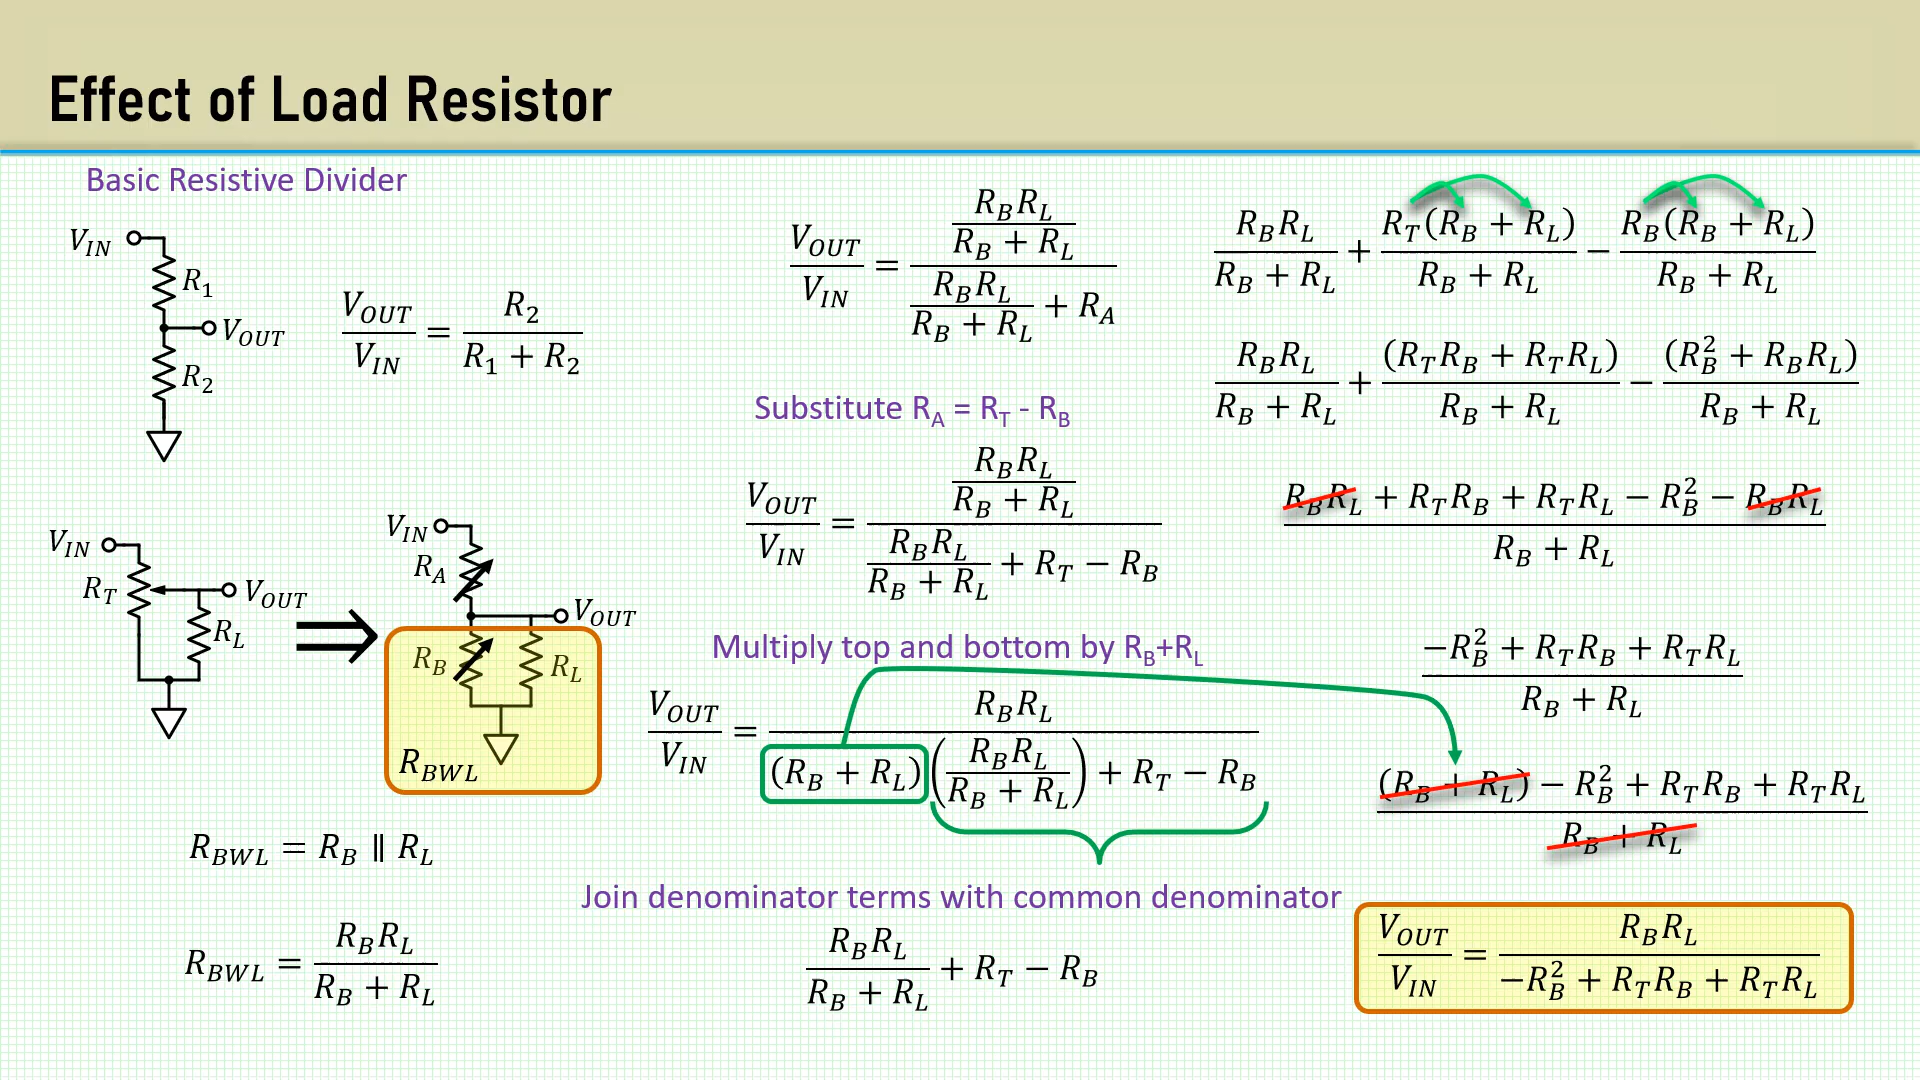 Effect of Load Resistor
Basic Resistive Divider
V_IN
R_1
V_OUT
R_2
V_OUT / V_IN = R_2 / (R_1 + R_2)
V_IN
R_T
V_OUT
R_L
V_IN
R_A
V_OUT
R_B
R_L
R_BWL
R_BWL = R_B ∥ R_L
R_BWL = R_B R_L / (R_B + R_L)
V_OUT / V_IN = (R_B R_L / (R_B + R_L)) / (R_B R_L / (R_B + R_L) + R_A)
Substitute R_A = R_T - R_B
V_OUT / V_IN = (R_B R_L / (R_B + R_L)) / (R_B R_L / (R_B + R_L) + R_T − R_B)
Multiply top and bottom by R_B+R_L
V_OUT / V_IN = R_B R_L / ((R_B + R_L) (R_B R_L / (R_B + R_L)) + R_T − R_B)
Join denominator terms with common denominator
R_B R_L / (R_B + R_L) + R_T − R_B
R_B R_L / (R_B + R_L) + R_T (R_B + R_L) / (R_B + R_L) − R_B (R_B + R_L) / (R_B + R_L)
R_B R_L / (R_B + R_L) + (R_T R_B + R_T R_L) / (R_B + R_L) − (R_B^2 + R_B R_L) / (R_B + R_L)
(R_B R_L + R_T R_B + R_T R_L − R_B^2 − R_B R_L) / (R_B + R_L)
(−R_B^2 + R_T R_B + R_T R_L) / (R_B + R_L)
((R_B + R_L) − R_B^2 + R_T R_B + R_T R_L) / (R_B + R_L)
V_OUT / V_IN = R_B R_L / (−R_B^2 + R_T R_B + R_T R_L)